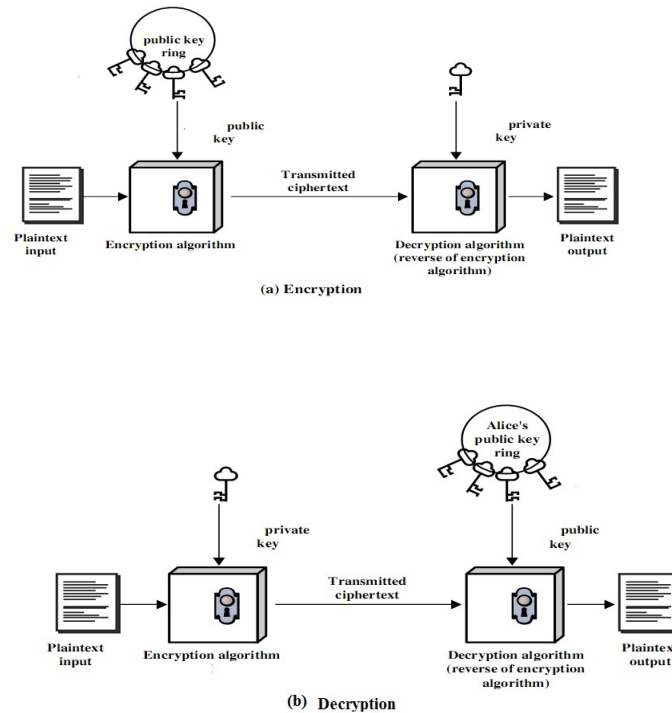 public key
ring
public
key
private
key
Transmitted
ciphertext
Plaintext
input
Encryption algorithm
Decryption algorithm
(reverse of encryption
algorithm)
Plaintext
output
(a) Encryption
Alice's
public key
ring
private
key
public
key
Transmitted
ciphertext
Plaintext
input
Encryption algorithm
Decryption algorithm
(reverse of encryption
algorithm)
Plaintext
output
(b) Decryption